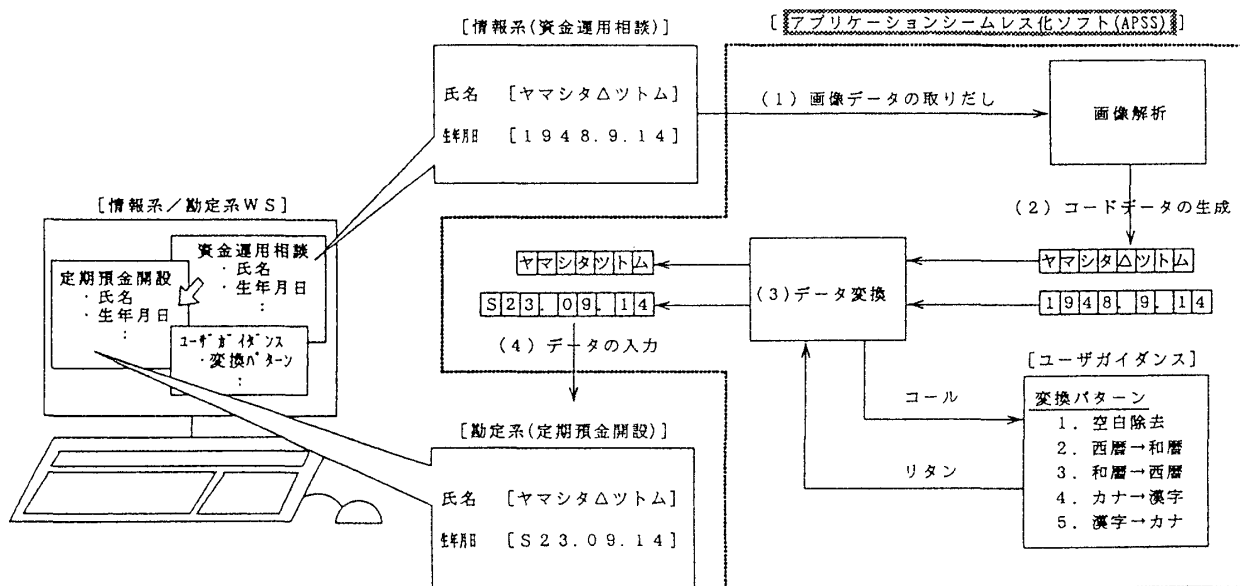 [情報系(資金運用相談)]
氏名 [ヤマシタ△ツトム]
生年月日 [1948.9.14]
[アプリケーションシームレス化ソフト(APSS)]
(1) 画像データの取りだし
画像解析
(2) コードデータの生成
ヤマシタ△ツトム
1948.9.14
(3)データ変換
ヤマシタツトム
S23.09.14
(4) データの入力
コール
リタン
[ユーザガイダンス]
変換パターン
1. 空白除去
2. 西暦→和暦
3. 和暦→西暦
4. カナ→漢字
5. 漢字→カナ
[情報系/勘定系WS]
資金運用相談
・氏名
・生年月日
:
定期預金開設
・氏名
・生年月日
:
ユーザガイダンス
・変換パターン
:
[勘定系(定期預金開設)]
氏名 [ヤマシタ△ツトム]
生年月日 [S23.09.14]